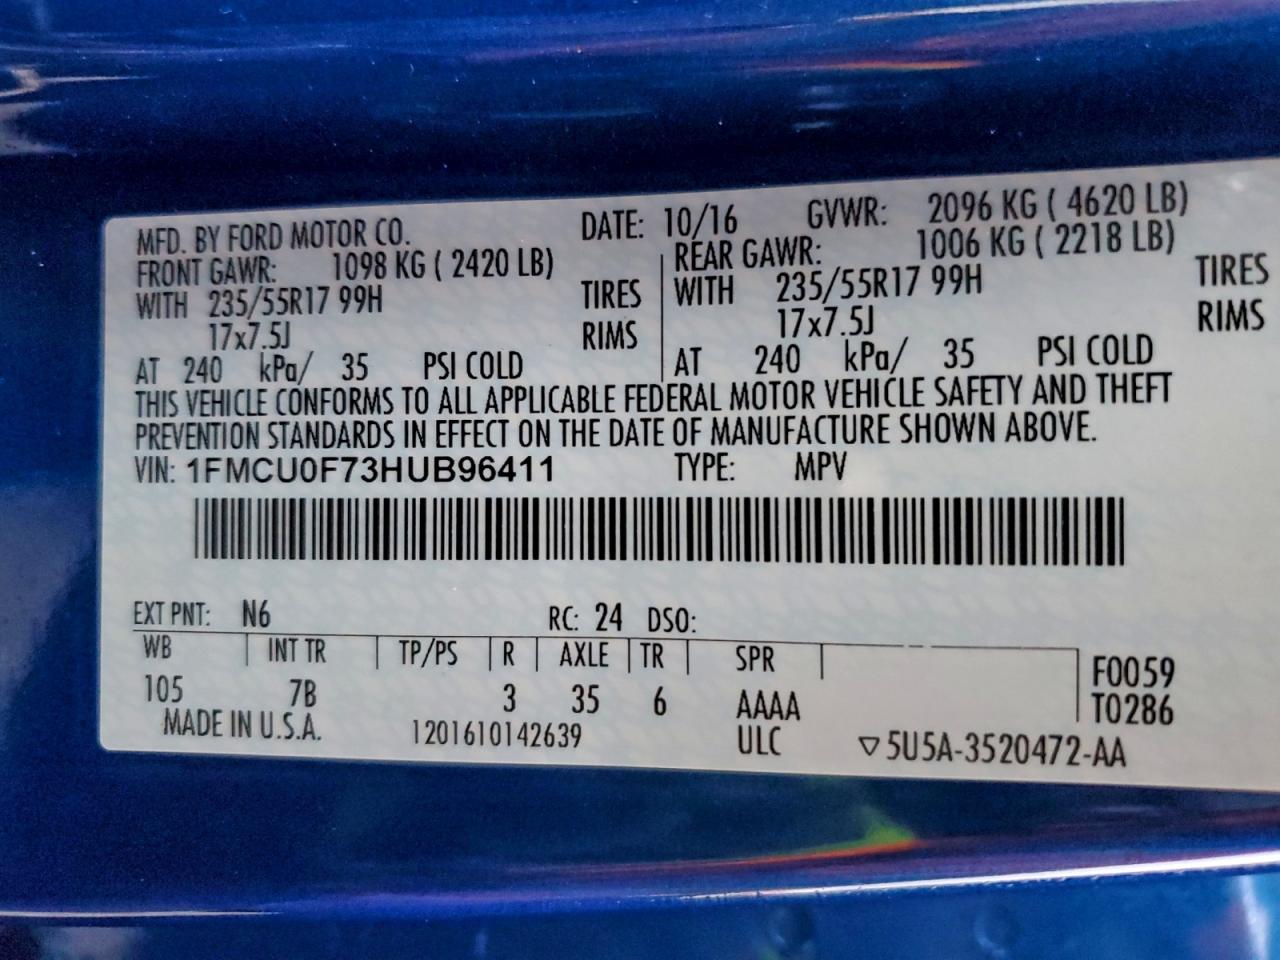 MFD. BY FORD MOTOR CO. DATE: 10/16 GVWR: 2096 KG ( 4620 LB)
FRONT GAWR: 1098 KG ( 2420 LB) REAR GAWR: 1006 KG ( 2218 LB)
WITH 235/55R17 99H TIRES WITH 235/55R17 99H TIRES
17x7.5J RIMS 17x7.5J RIMS
AT 240 kPa/ 35 PSI COLD AT 240 kPa/ 35 PSI COLD
THIS VEHICLE CONFORMS TO ALL APPLICABLE FEDERAL MOTOR VEHICLE SAFETY AND THEFT
PREVENTION STANDARDS IN EFFECT ON THE DATE OF MANUFACTURE SHOWN ABOVE.
VIN: 1FMCU0F73HUB96411 TYPE: MPV
EXT PNT: N6 RC: 24 DSO:
WB INT TR TP/PS R AXLE TR SPR F0059
105 7B 3 35 6 AAAA T0286
MADE IN U.S.A. 1201610142639 ULC ▽5U5A-3520472-AA